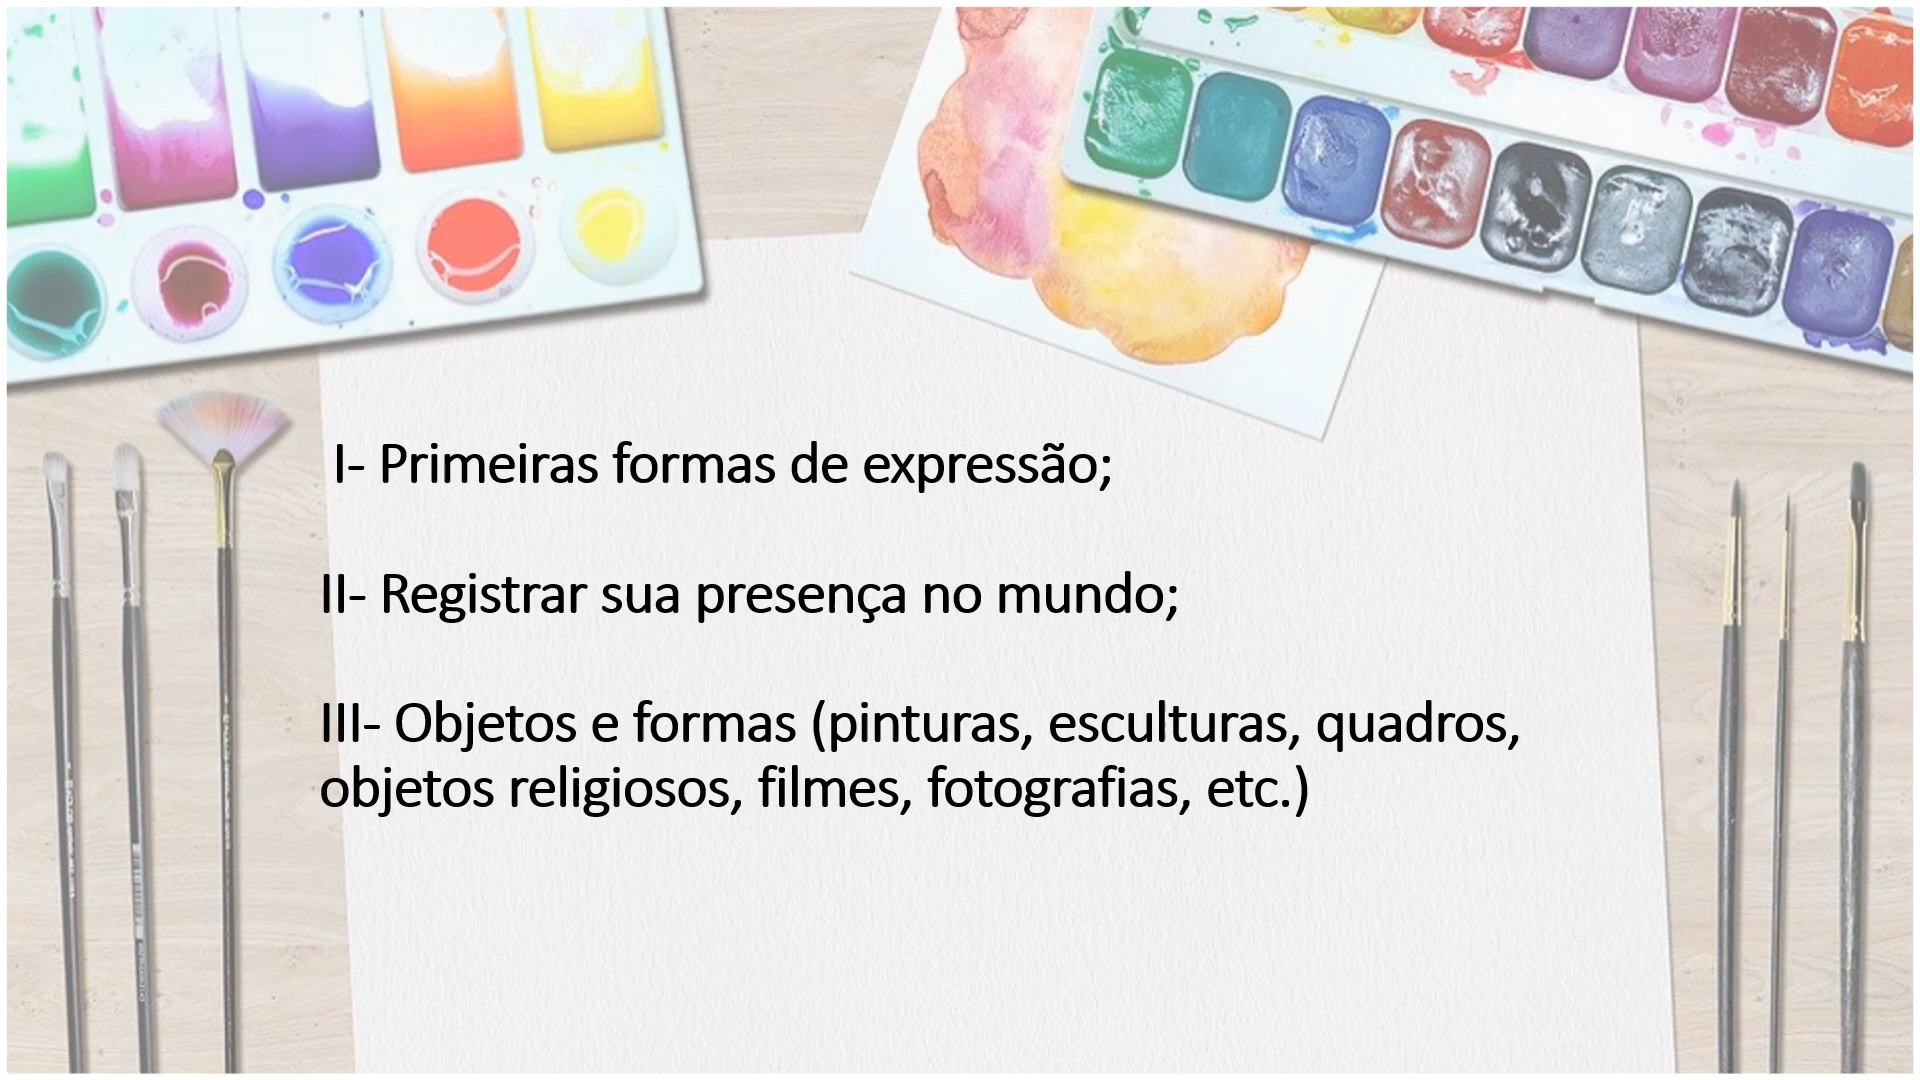 I- Primeiras formas de expressão;
II- Registrar sua presença no mundo;
III- Objetos e formas (pinturas, esculturas, quadros,
objetos religiosos, filmes, fotografias, etc.)